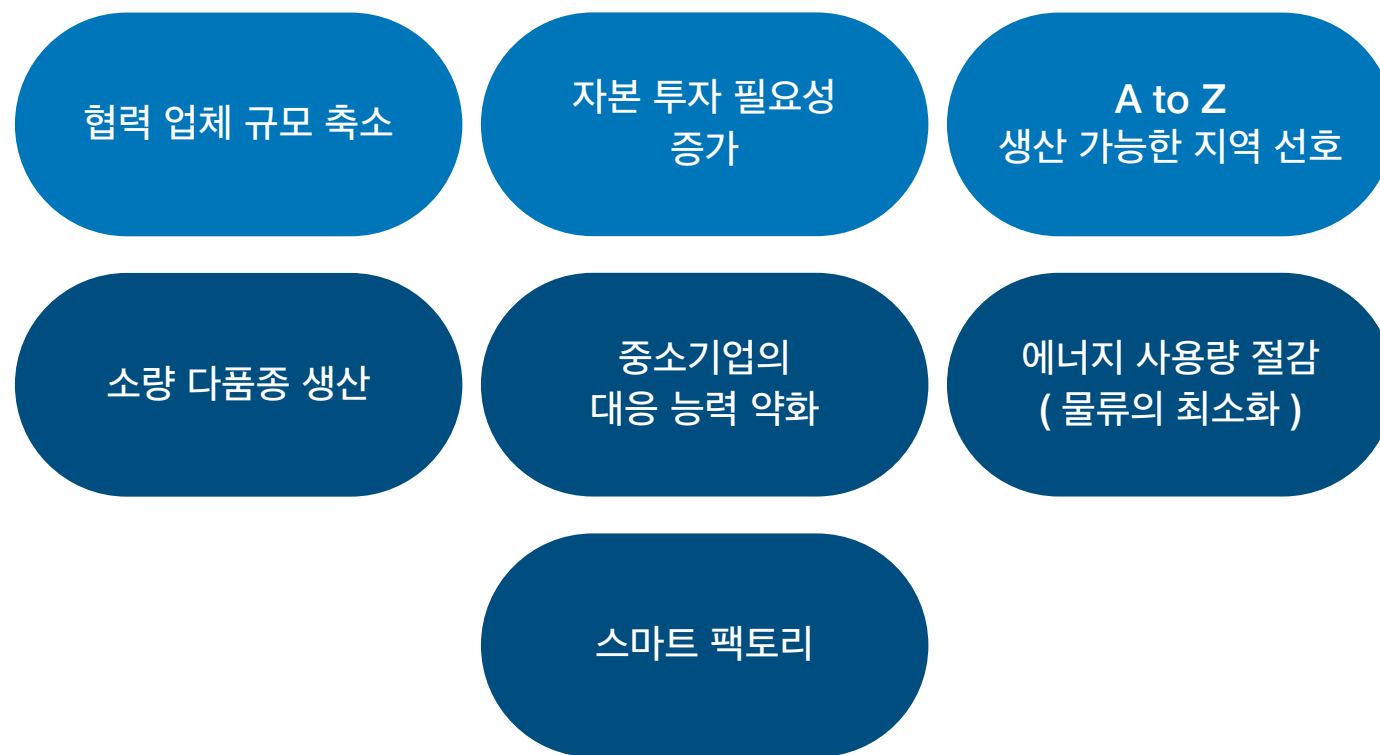 협력 업체 규모 축소
자본 투자 필요성
증가
A to Z
생산 가능한 지역 선호
소량 다품종 생산
중소기업의
대응 능력 약화
에너지 사용량 절감
( 물류의 최소화 )
스마트 팩토리